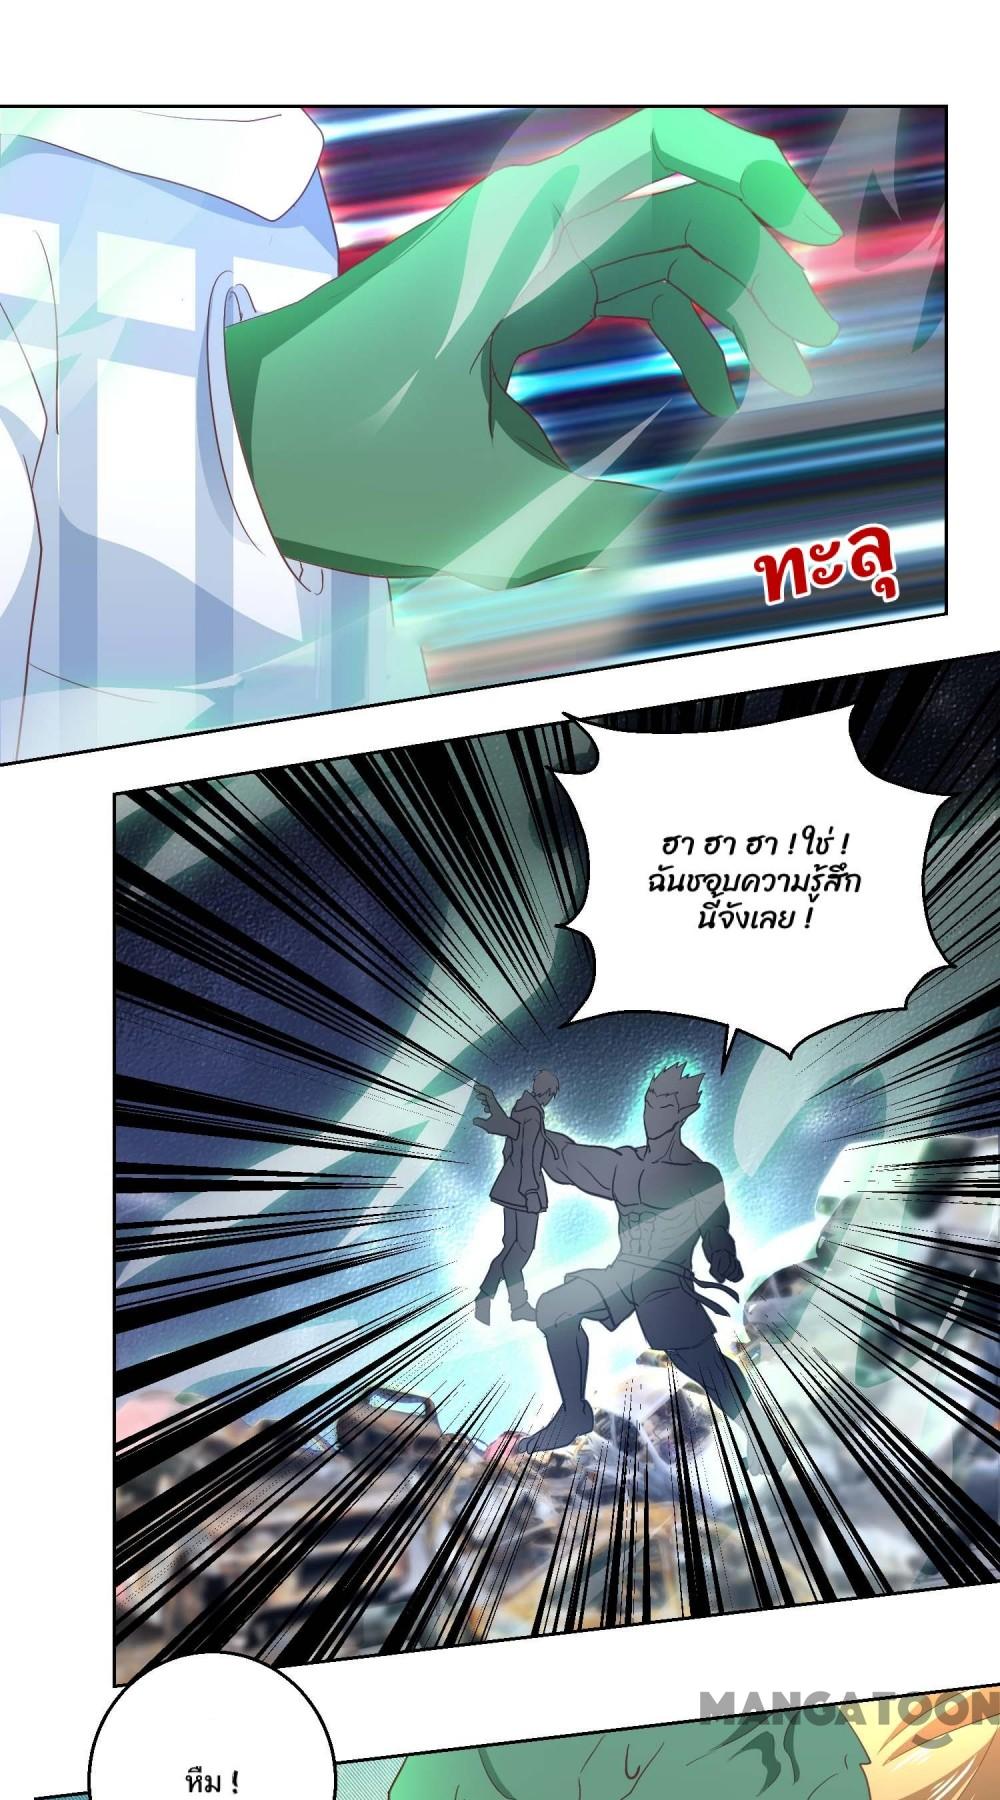 ทะลุ
ฮา ฮา ฮา ! ใช่ !
ฉันชอบความรู้สึก
นี้จังเลย !
MANGATOON
หืม !